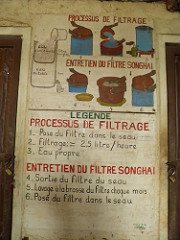 PROCESSUS DE FILTRAGE
ENTRETIEN DU FILTRE SONGHAI
LEGENDE
PROCESSUS DE FILTRAGE
1. Pose du filtre dans le seau
2. Filtrage: 2.5 litre/heure
3. Eau propre
ENTRETIEN DU FILTRE SONGHAI
4. Sortie du filtre du seau
5. Lavage à la brosse du filtre chaque mois
6. Pose du filtre dans le seau